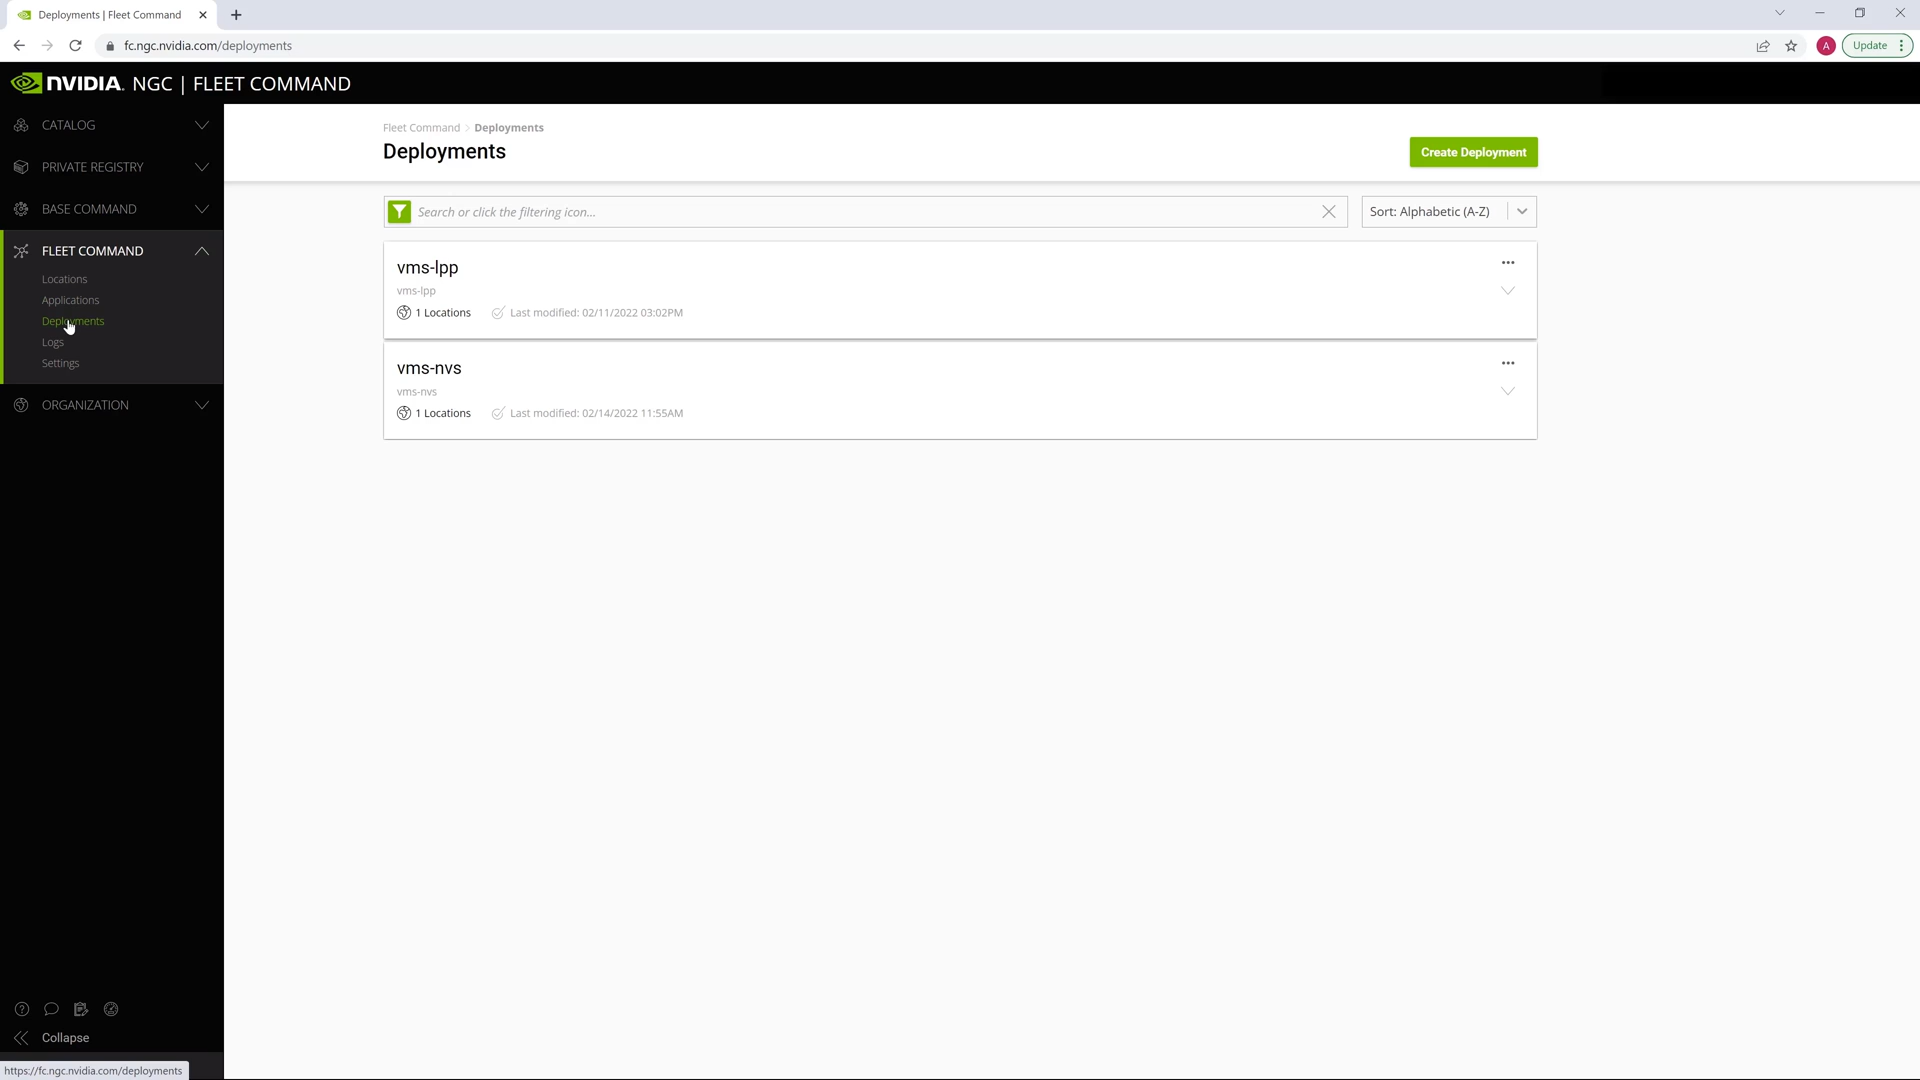 Deployments | Fleet Command
fc.ngc.nvidia.com/deployments
A
Update
NVIDIA. NGC | FLEET COMMAND
CATALOG
PRIVATE REGISTRY
BASE COMMAND
FLEET COMMAND
Locations
Applications
Deployments
Logs
Settings
ORGANIZATION
Fleet Command > Deployments
Deployments
Create Deployment
Search or click the filtering icon...
Sort: Alphabetic (A-Z)
vms-lpp
vms-lpp
1 Locations Last modified: 02/11/2022 03:02PM
vms-nvs
vms-nvs
1 Locations Last modified: 02/14/2022 11:55AM
Collapse
https://fc.ngc.nvidia.com/deployments